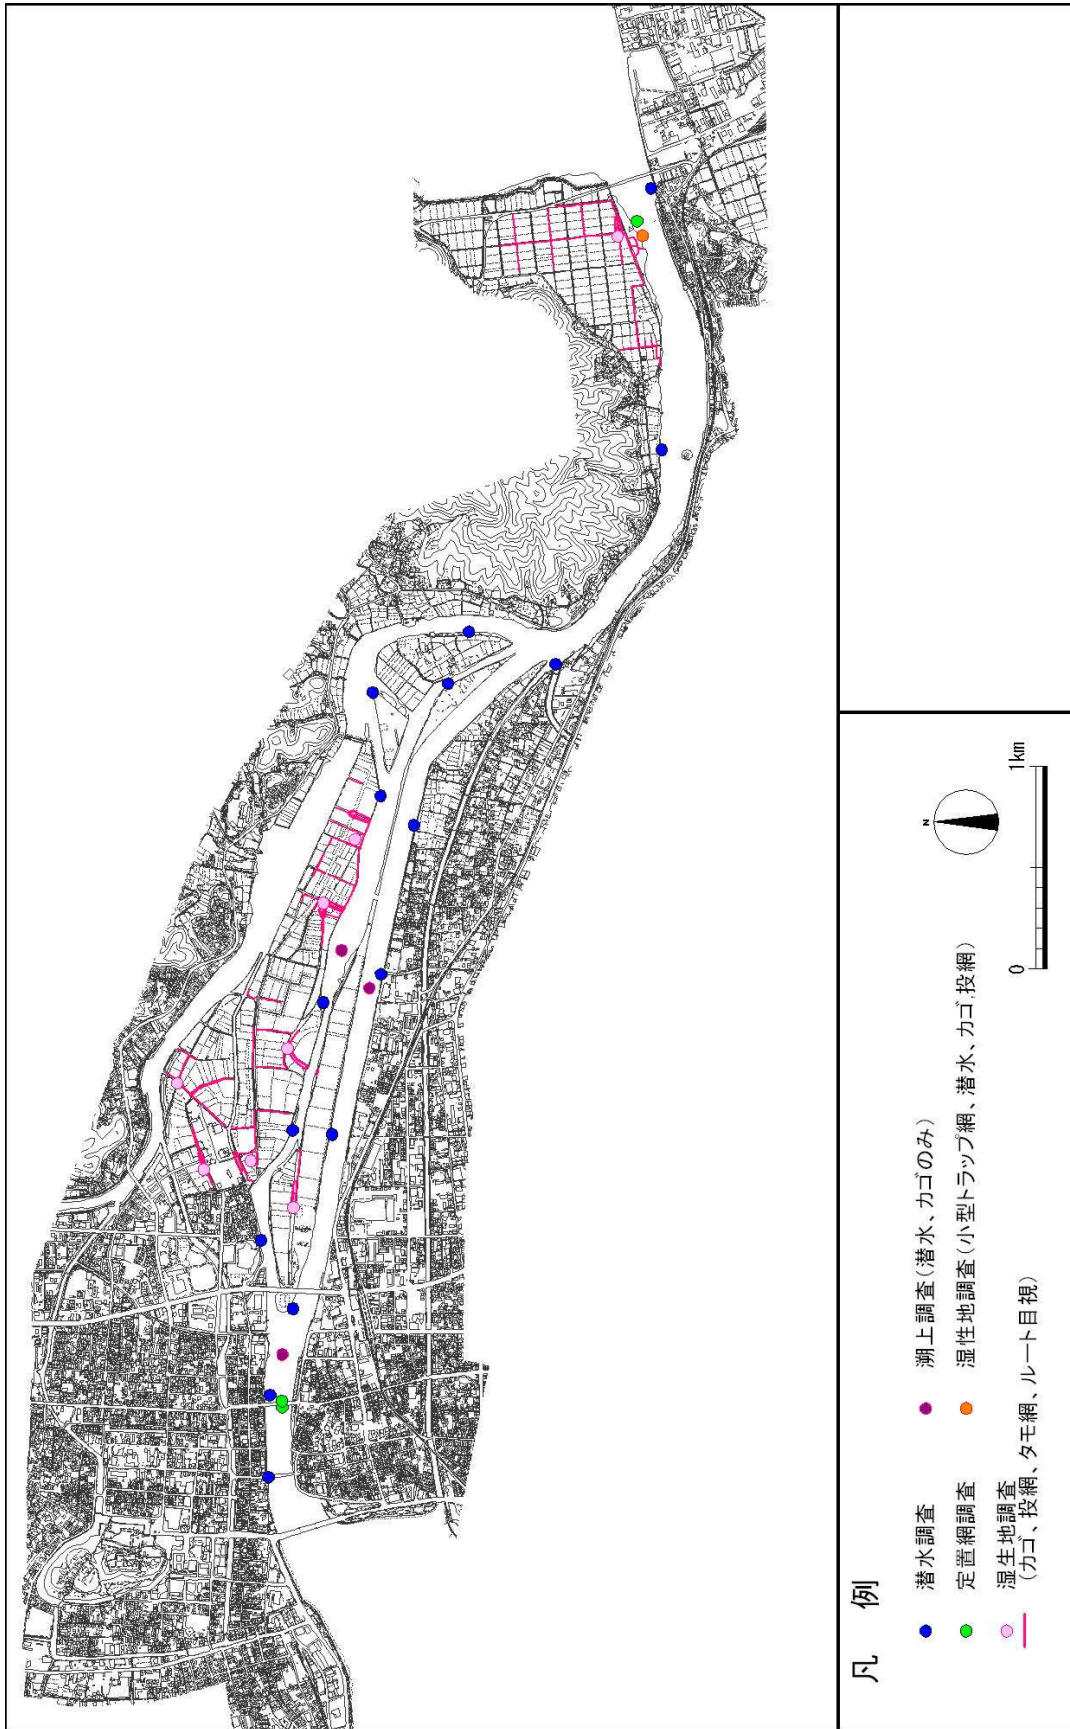 凡 例
潜水調査
定置網調査
湿生地調査
(カゴ、投網、タモ網、ルート目視)
溯上調査(潜水、カゴのみ)
湿性地調査(小型トラップ網、潜水、カゴ、投網)
N
0 1km